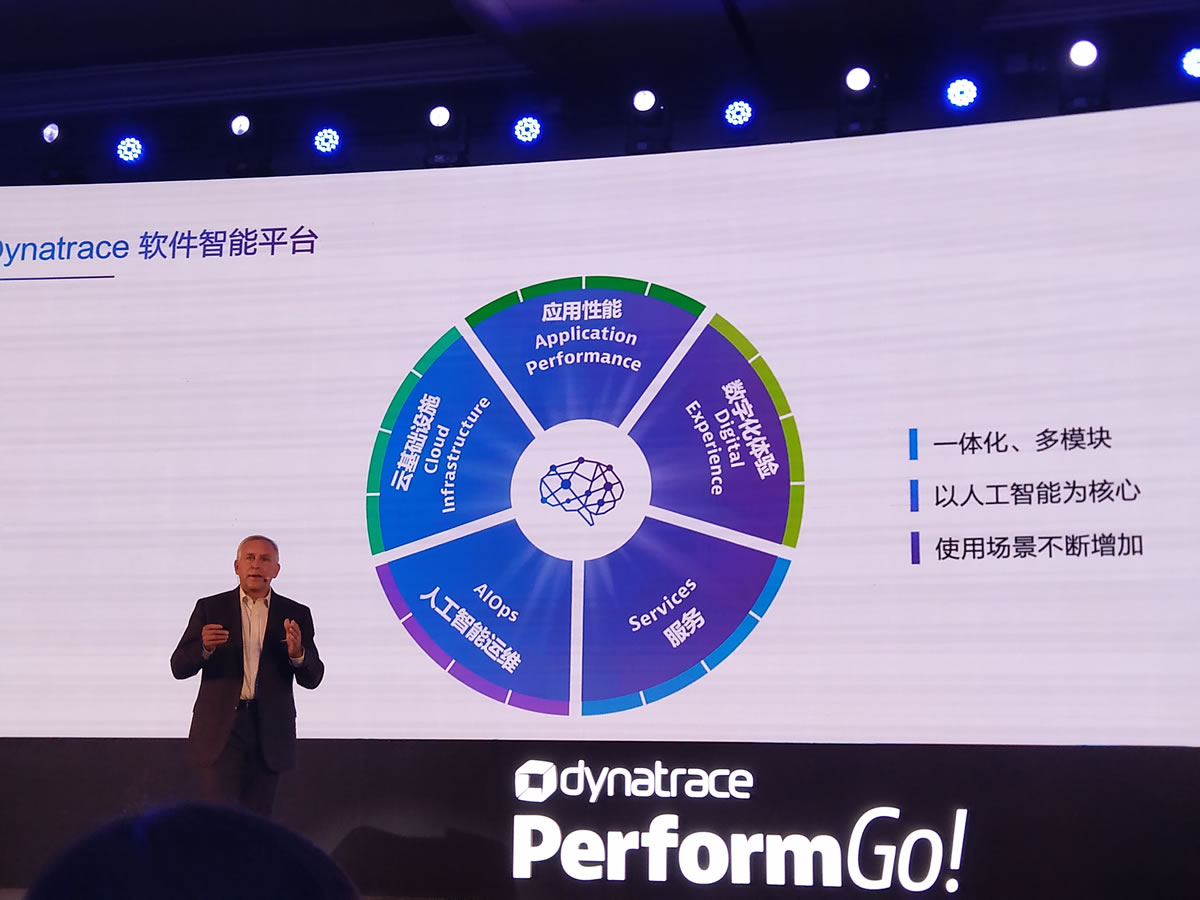 Dynatrace 软件智能平台
应用性能
Application
Performance
数字化体验
Digital
Experience
云基础设施
Cloud
Infrastructure
AIOps
人工智能运维
Services
服务
一体化、多模块
以人工智能为核心
使用场景不断增加
dynatrace
PerformGo!